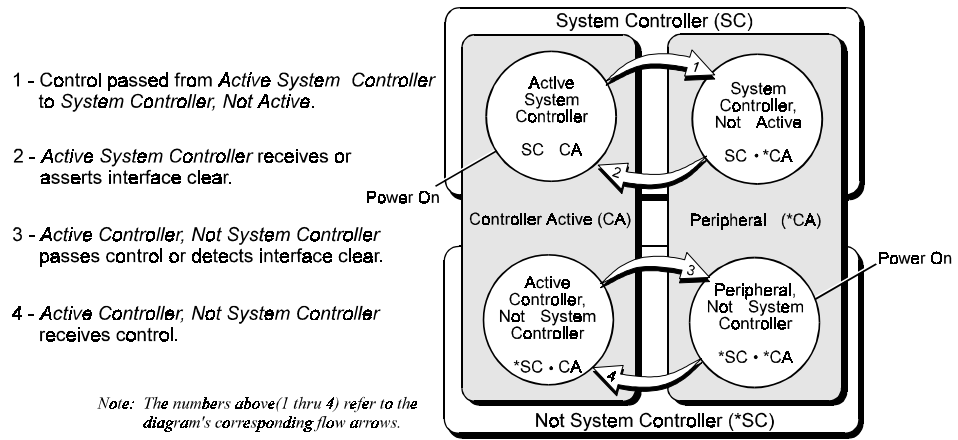 1 - Control passed from Active System Controller
to System Controller, Not Active.
2 - Active System Controller receives or
asserts interface clear.
3 - Active Controller, Not System Controller
passes control or detects interface clear.
4 - Active Controller, Not System Controller
receives control.
Note: The numbers above(1 thru 4) refer to the
diagram's corresponding flow arrows.
System Controller (SC)
Active
System
Controller
SC CA
1
System
Controller,
Not Active
SC • *CA
2
Power On
Controller Active (CA)
Peripheral (*CA)
Power On
Active
Controller,
Not System
Controller
*SC • CA
3
Peripheral,
Not System
Controller
*SC • *CA
4
Not System Controller (*SC)